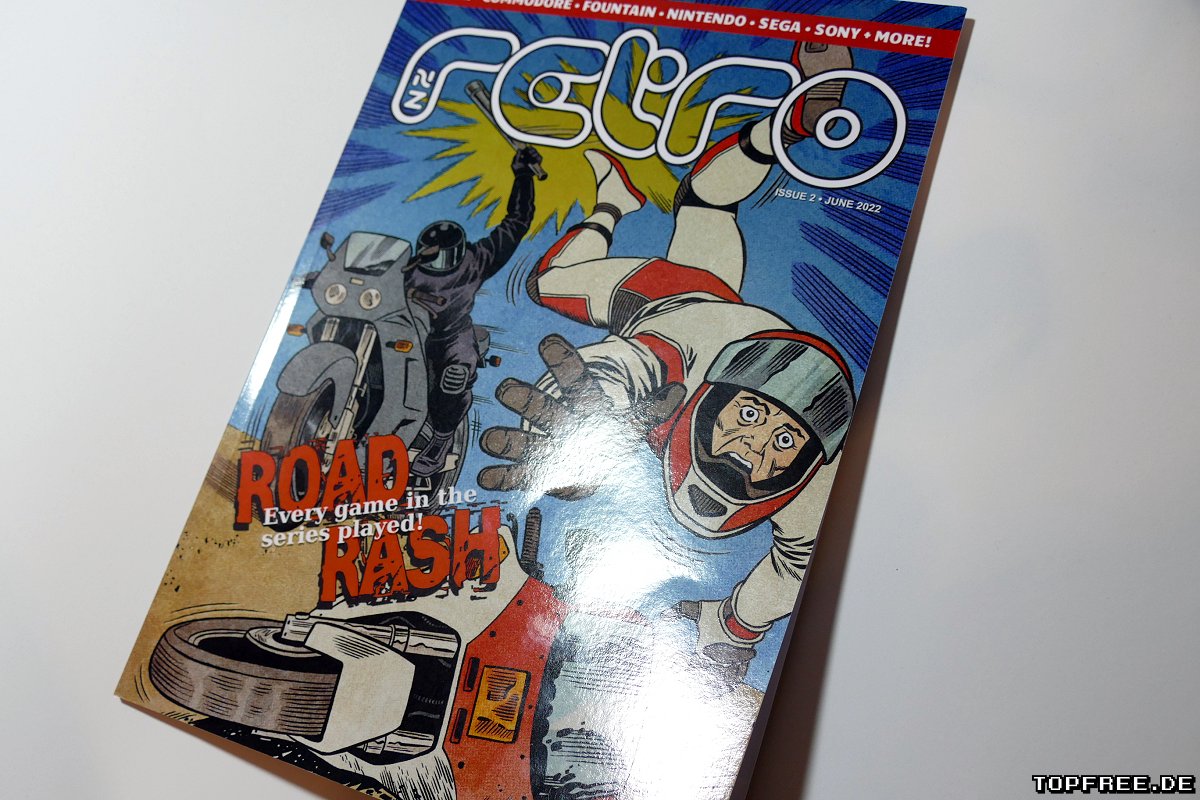 COMMODORE • FOUNTAIN • NINTENDO • SEGA • SONY + MORE!
NZ retro
ISSUE 2 • JUNE 2022
ROAD
Every game in the
series played!
RASH
TOPFREE.DE